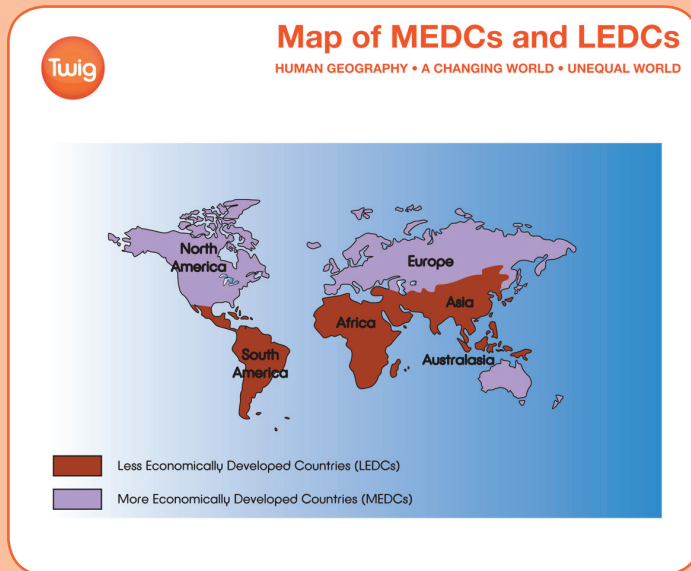 Twig
Map of MEDCs and LEDCs
HUMAN GEOGRAPHY • A CHANGING WORLD • UNEQUAL WORLD
North
America
Europe
Asia
Africa
South
America
Australasia
Less Economically Developed Countries (LEDCs)
More Economically Developed Countries (MEDCs)